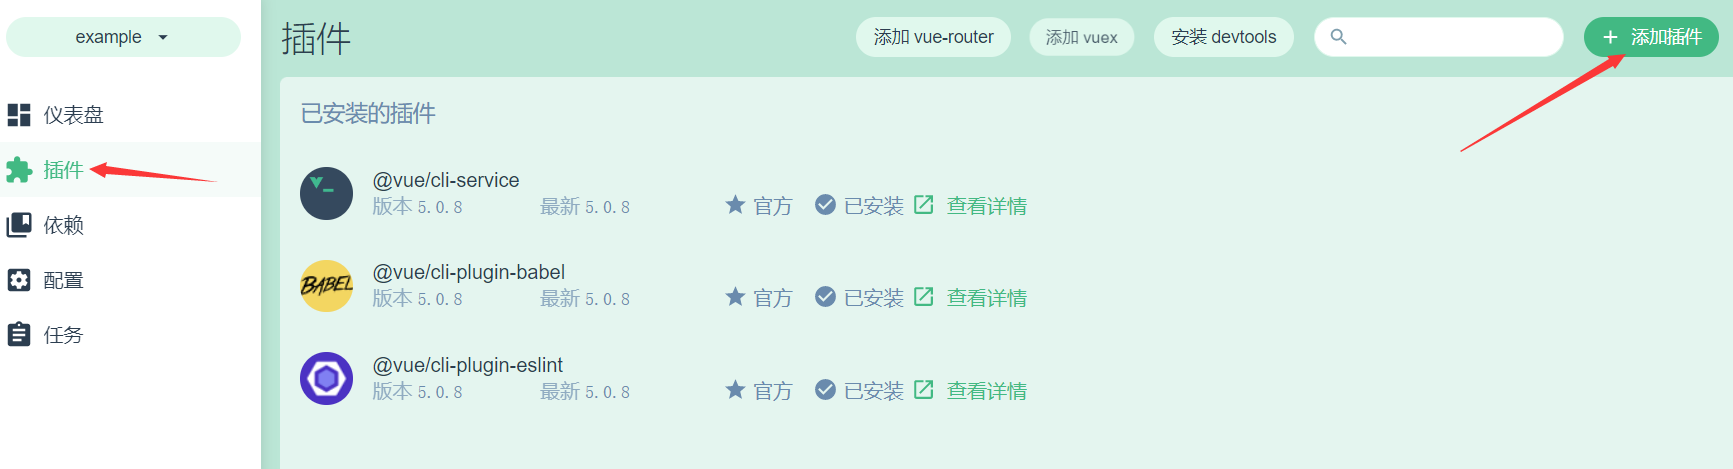 example
仪表盘
插件
依赖
配置
任务
插件
添加 vue-router
添加 vuex
安装 devtools
添加插件
已安装的插件
@vue/cli-service
版本 5.0.8 最新 5.0.8 官方 已安装 查看详情
BABEL
@vue/cli-plugin-babel
版本 5.0.8 最新 5.0.8 官方 已安装 查看详情
@vue/cli-plugin-eslint
版本 5.0.8 最新 5.0.8 官方 已安装 查看详情